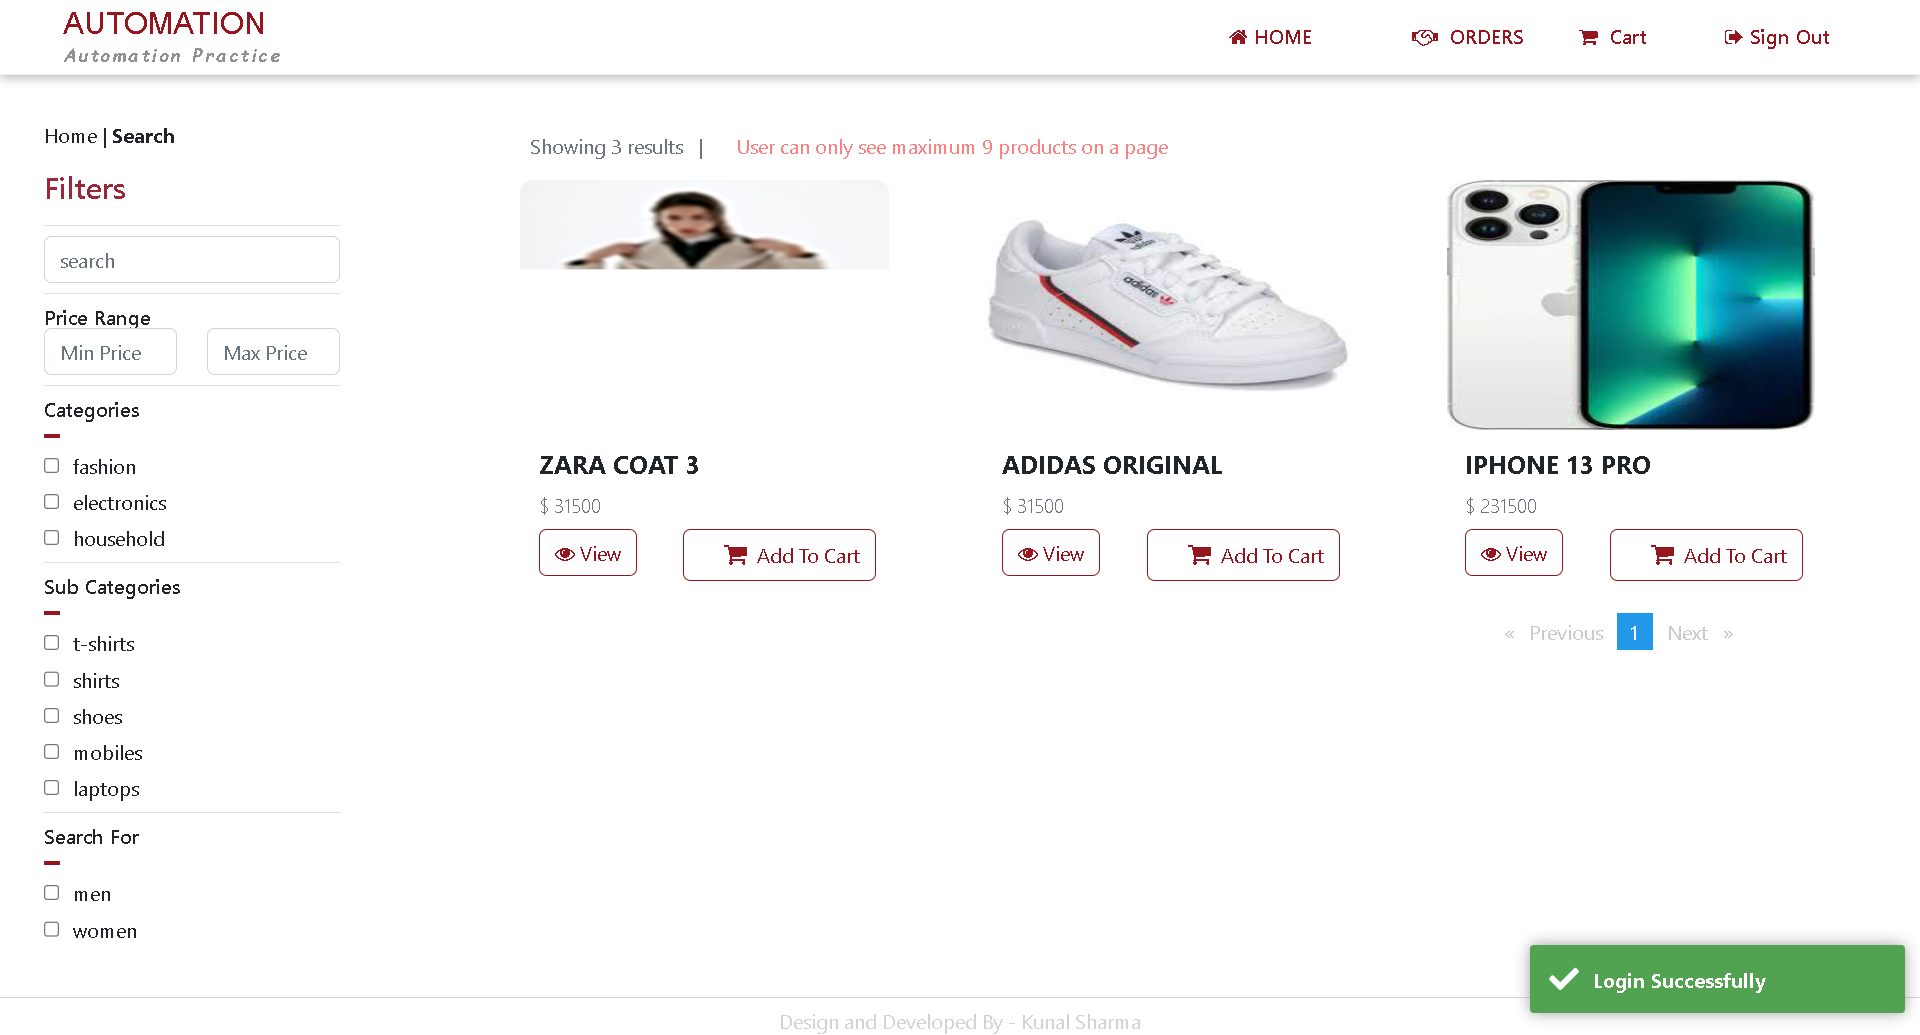 AUTOMATION
Automation Practice
HOME
ORDERS
Cart
Sign Out
Home | Search
Filters
search
Price Range
Min Price
Max Price
Categories
fashion
electronics
household
Sub Categories
t-shirts
shirts
shoes
mobiles
laptops
Search For
men
women
Showing 3 results |
User can only see maximum 9 products on a page
adidas
ZARA COAT 3
$ 31500
View
Add To Cart
ADIDAS ORIGINAL
$ 31500
View
Add To Cart
IPHONE 13 PRO
$ 231500
View
Add To Cart
« Previous
1
Next »
Login Successfully
Design and Developed By - Kunal Sharma